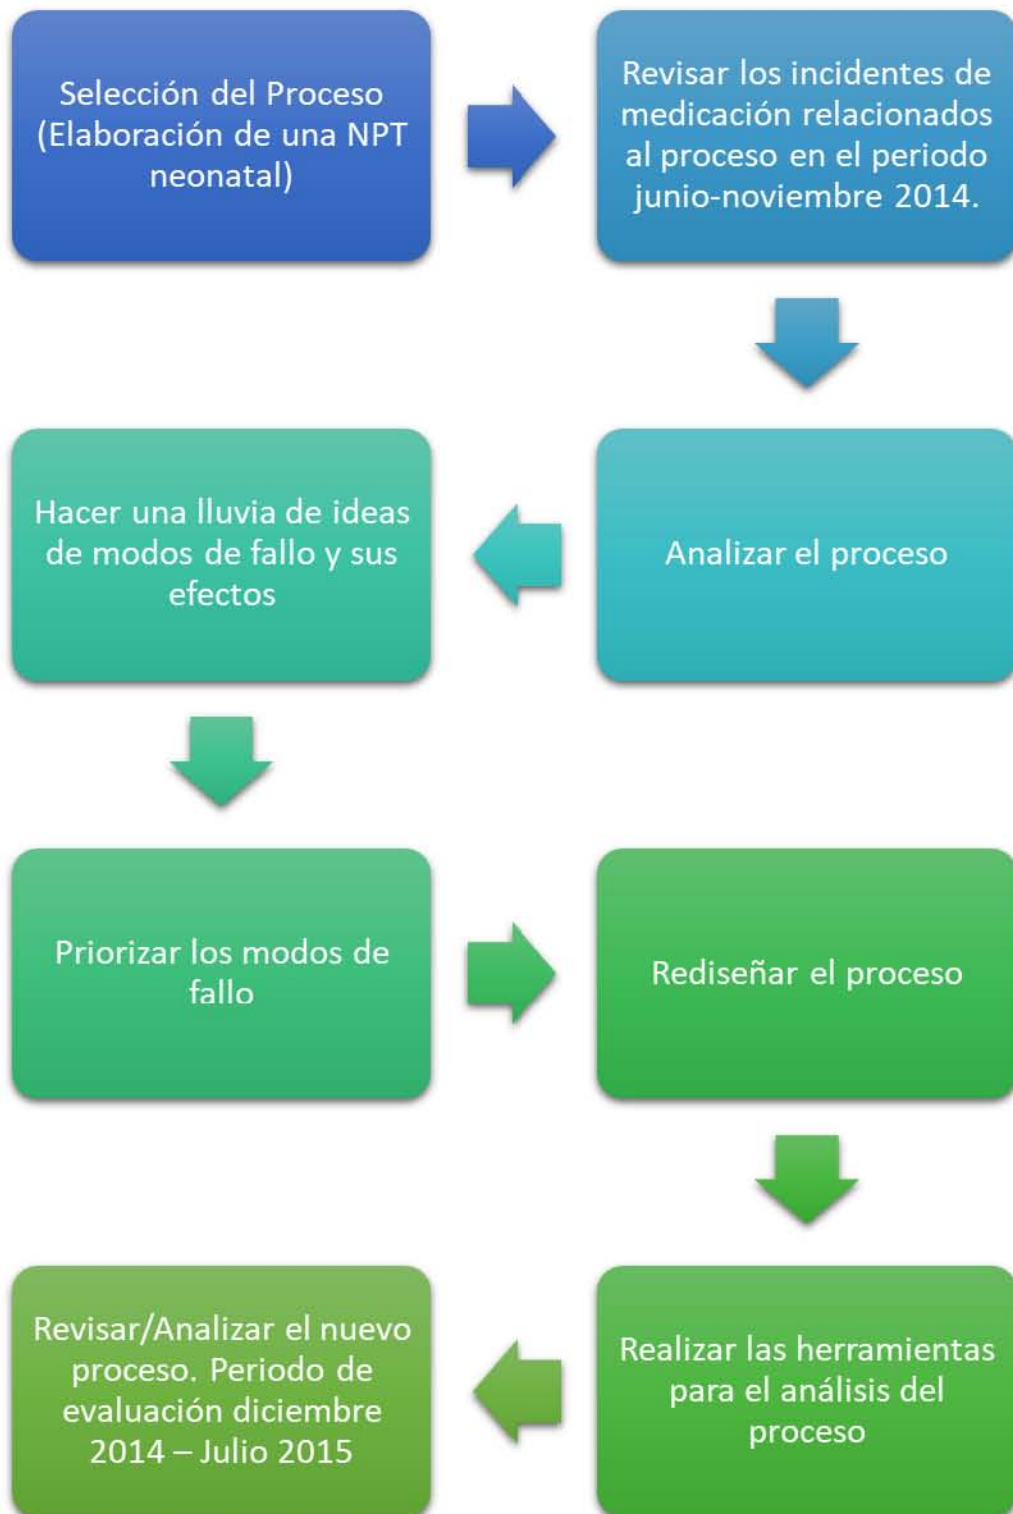 Selección del Proceso
(Elaboración de una NPT
neonatal)
Revisar los incidentes de
medicación relacionados
al proceso en el periodo
junio-noviembre 2014.
Analizar el proceso
Hacer una lluvia de ideas
de modos de fallo y sus
efectos
Priorizar los modos de
fallo
Rediseñar el proceso
Realizar las herramientas
para el análisis del
proceso
Revisar/Analizar el nuevo
proceso. Periodo de
evaluación diciembre
2014 – Julio 2015